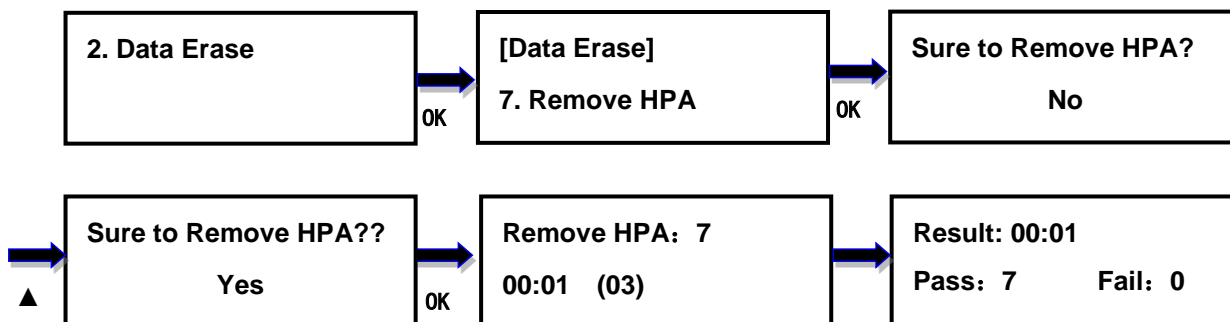 2. Data Erase
OK
[Data Erase]
7. Remove HPA
OK
Sure to Remove HPA?
No
▲
Sure to Remove HPA??
Yes
OK
Remove HPA：7
00:01 (03)
Result: 00:01
Pass：7 Fail：0